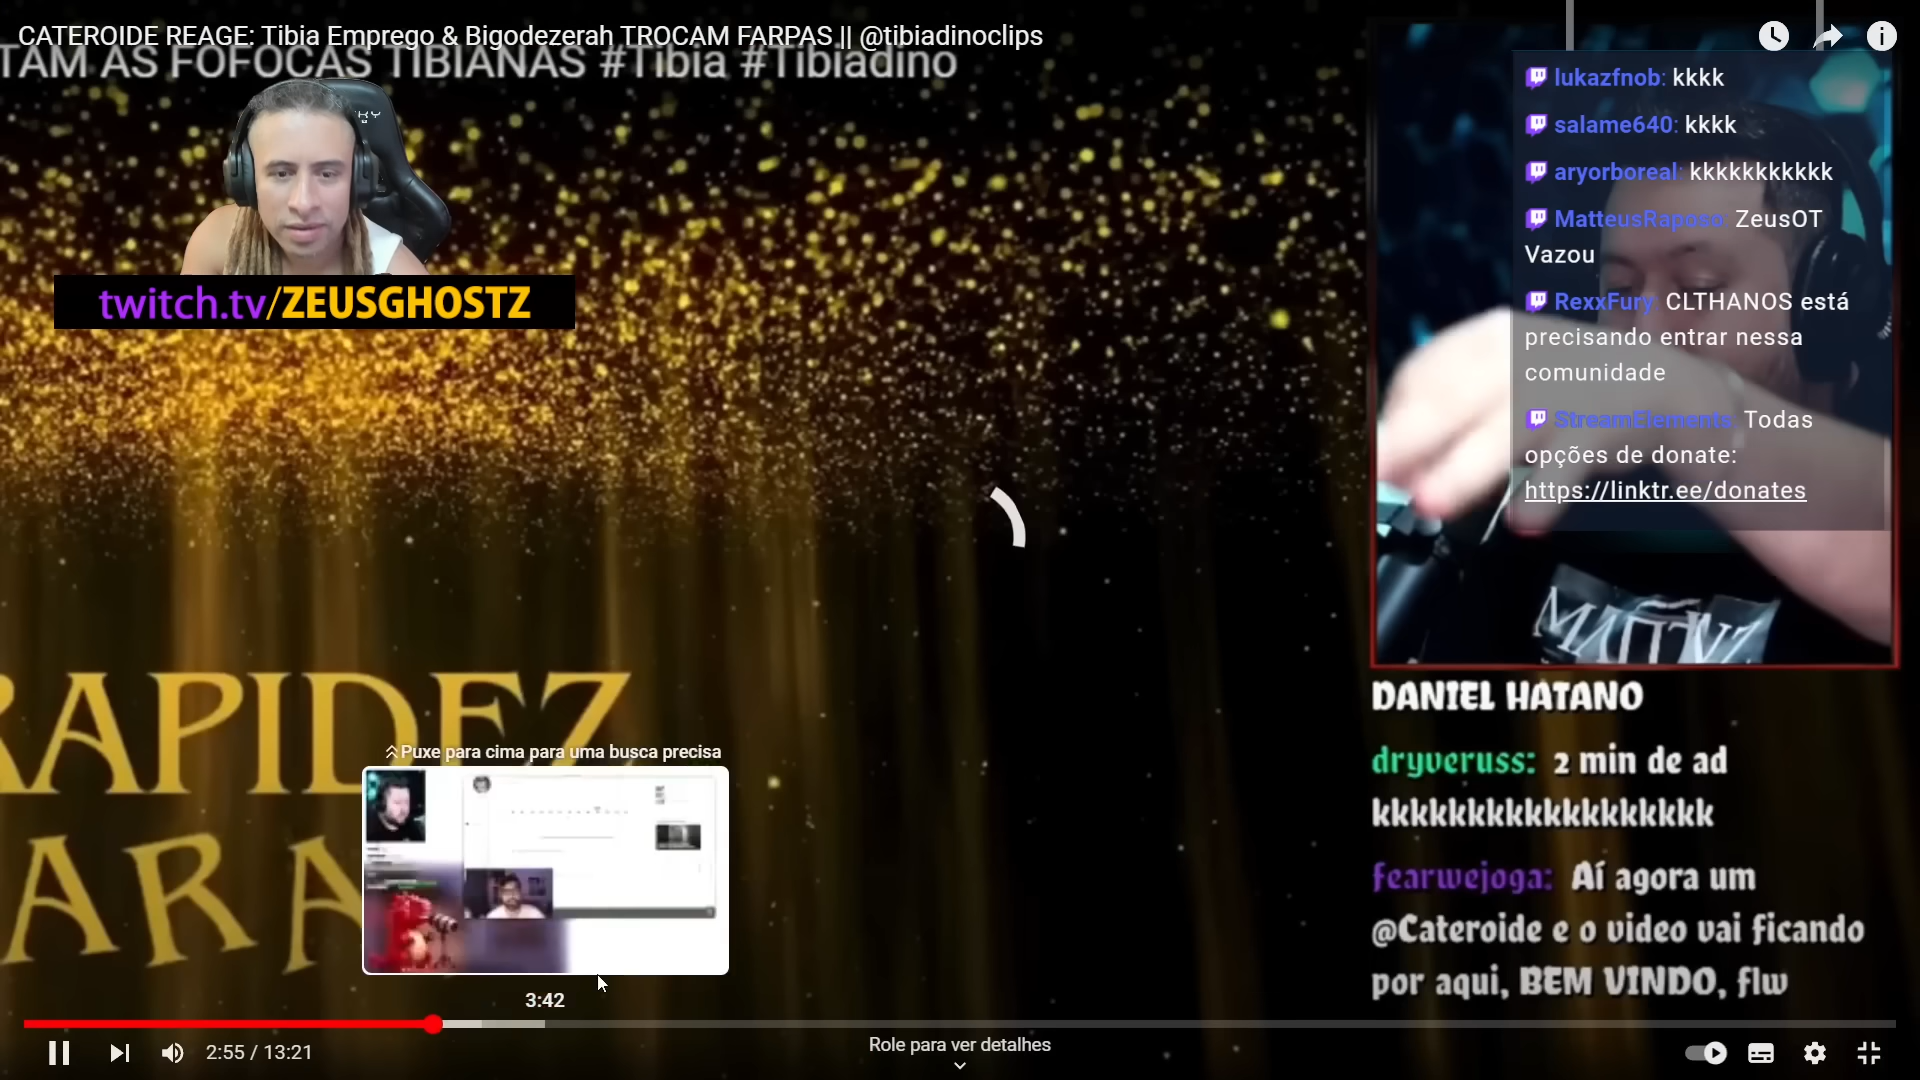 CATEROIDE REAGE: Tibia Emprego & Bigodezerah TROCAM FARPAS || @tibiadinoclips
TAM AS FOFOCAS TIBIANAS #Tibia #Tibiadino
twitch.tv/ZEUSGHOSTZ
lukazfnob: kkkk
salame640: kkkk
aryorboreal: kkkkkkkkkkk
MatteusRaposo: ZeusOT
Vazou
RexxFury: CLTHANOS está
precisando entrar nessa
comunidade
StreamElements: Todas
opções de donate:
https://linktr.ee/donates
RAPIDEZ
ARA
DANIEL HATANO
dryveruss: 2 min de ad
kkkkkkkkkkkkkkkkkk
fearwejoga: Aí agora um
@Cateroide e o video vai ficando
por aqui, BEM VINDO, flw
Puxe para cima para uma busca precisa
3:42
2:55 / 13:21
Role para ver detalhes